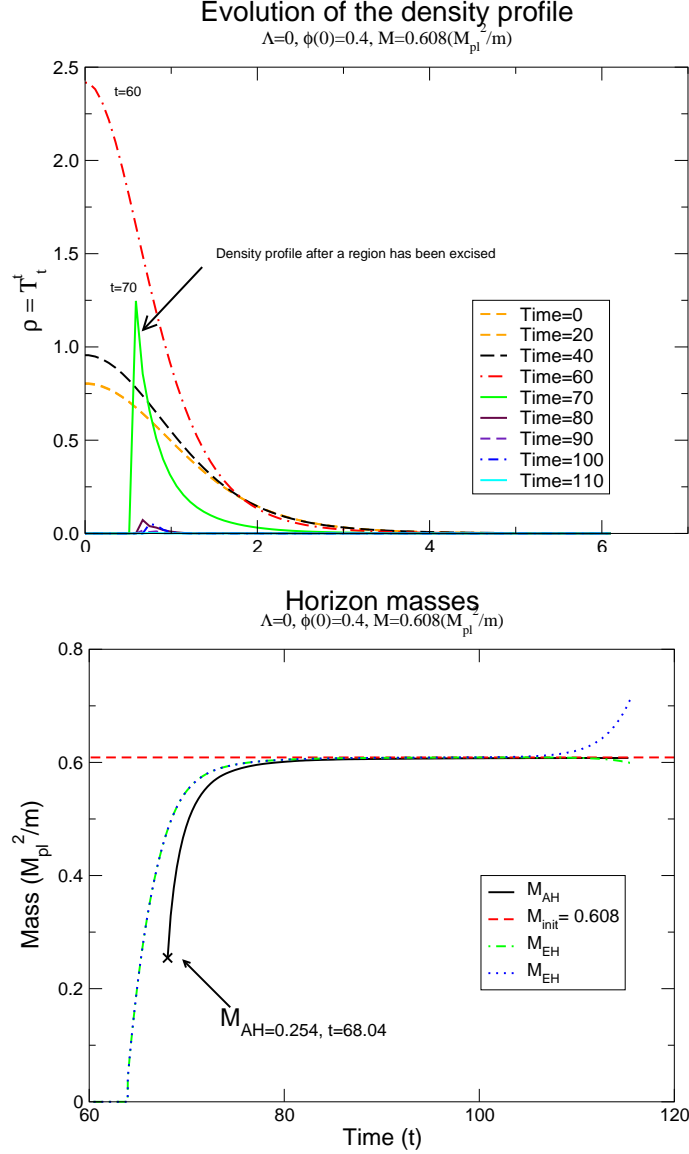 Evolution of the density profile
Λ=0, ϕ(0)=0.4, M=0.608(M_pl^2/m)
2.5
t=60
2.0
1.5
Density profile after a region has been excised
ρ = T^t_t
t=70
1.0
0.5
0.0
Time=0
Time=20
Time=40
Time=60
Time=70
Time=80
Time=90
Time=100
Time=110
0 2 4 6
Horizon masses
Λ=0, ϕ(0)=0.4, M=0.608(M_pl^2/m)
0.8
0.6
Mass (M_pl^2/m)
0.4
0.2
0
M_AH
M_init= 0.608
M_EH
M_EH
M_AH=0.254, t=68.04
60 80 100 120
Time (t)